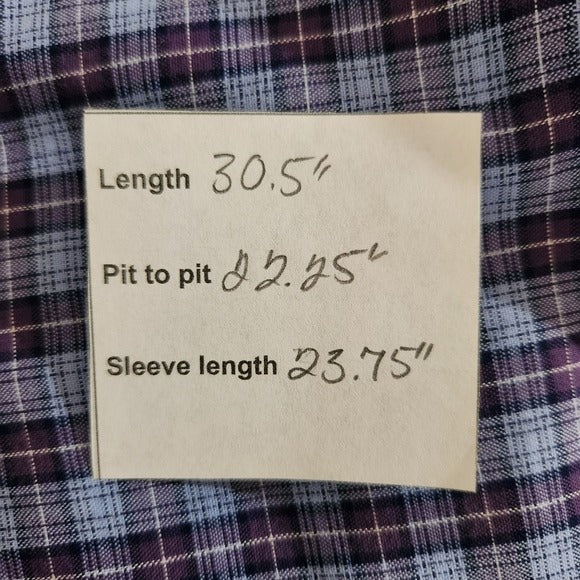 Length 30.5"
Pit to pit 22.25"
Sleeve length 23.75"